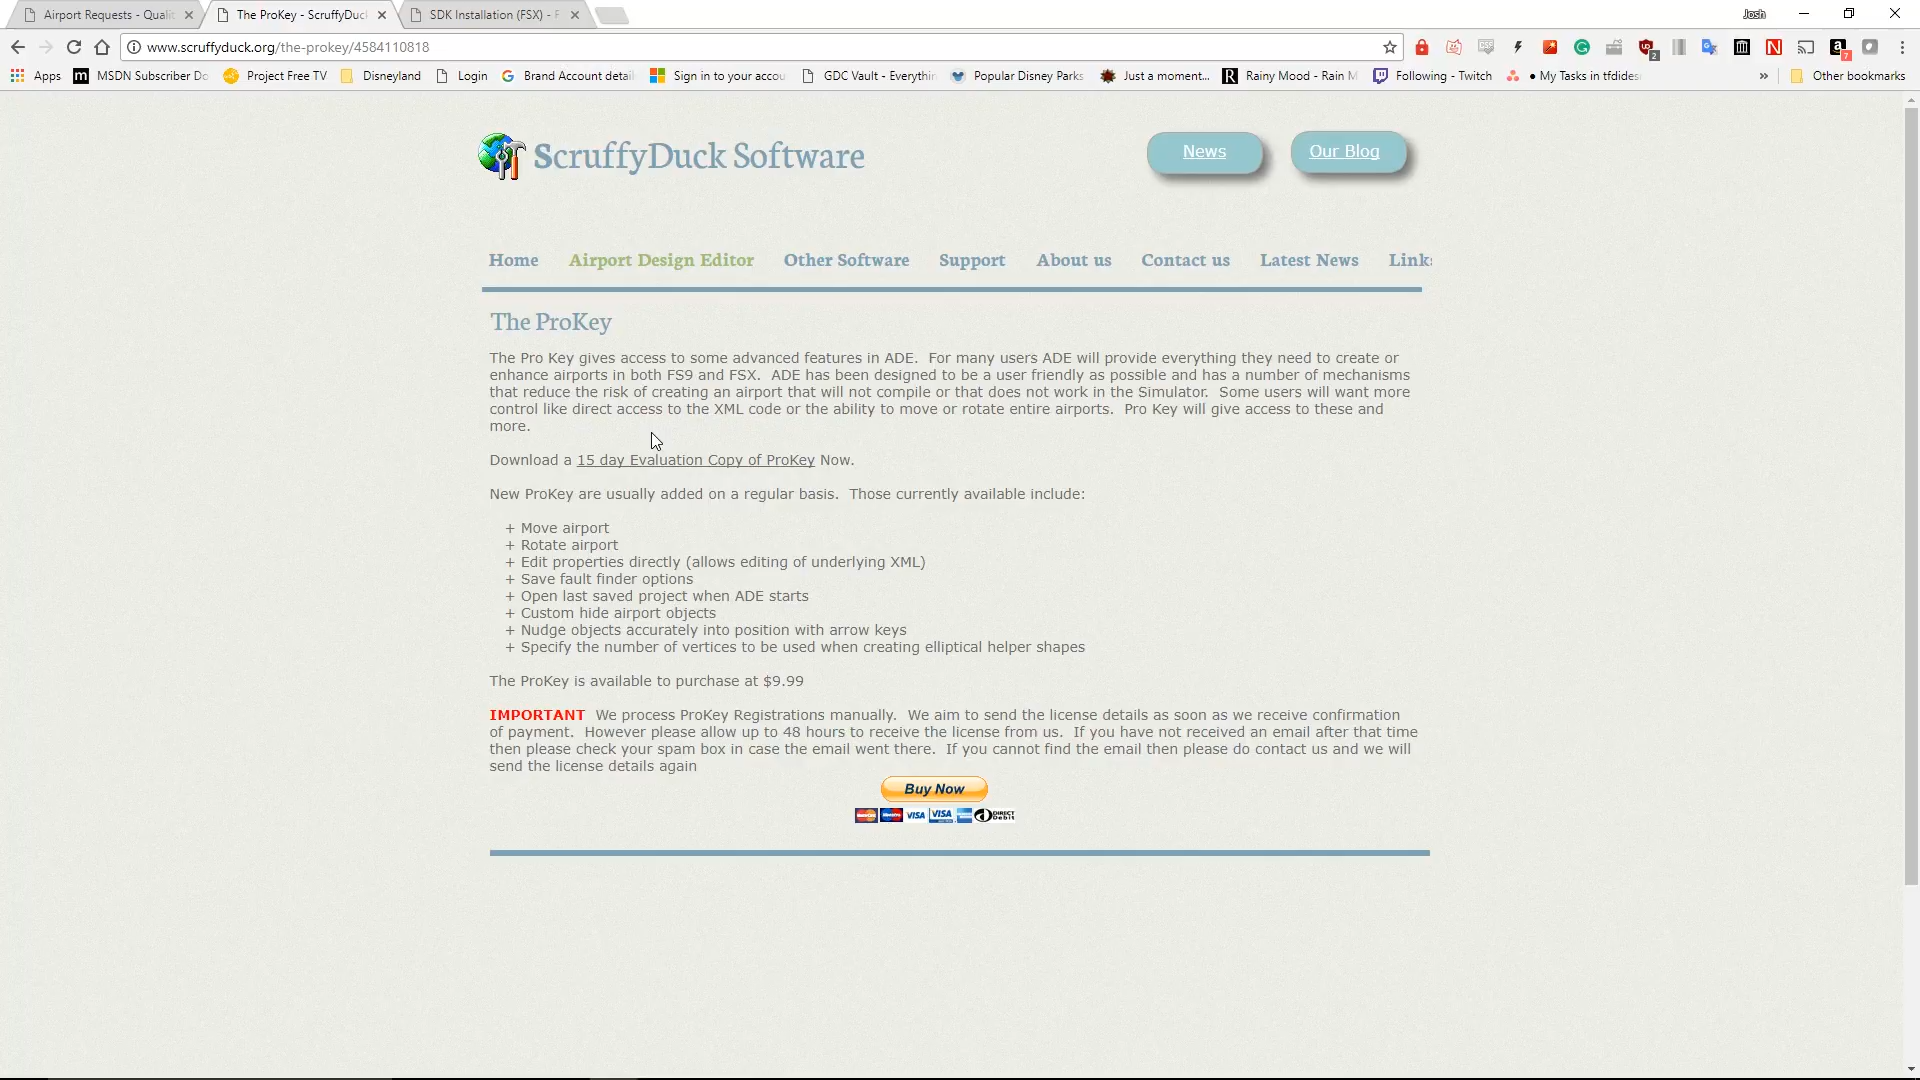 Airport Requests - Qualit
The ProKey - ScruffyDuck
SDK Installation (FSX) - F
Josh
www.scruffyduck.org/the-prokey/4584110818
2
7
Apps
MSDN Subscriber Do
Project Free TV
Disneyland
Login
Brand Account detail
Sign in to your accou
GDC Vault - Everythin
Popular Disney Parks
Just a moment...
Rainy Mood - Rain M
Following - Twitch
● My Tasks in tfdides
»
Other bookmarks
ScruffyDuck Software
News
Our Blog
Home
Airport Design Editor
Other Software
Support
About us
Contact us
Latest News
Links
The ProKey
The Pro Key gives access to some advanced features in ADE. For many users ADE will provide everything they need to create or
enhance airports in both FS9 and FSX. ADE has been designed to be a user friendly as possible and has a number of mechanisms
that reduce the risk of creating an airport that will not compile or that does not work in the Simulator. Some users will want more
control like direct access to the XML code or the ability to move or rotate entire airports. Pro Key will give access to these and
more.
Download a 15 day Evaluation Copy of ProKey Now.
New ProKey are usually added on a regular basis. Those currently available include:
+ Move airport
+ Rotate airport
+ Edit properties directly (allows editing of underlying XML)
+ Save fault finder options
+ Open last saved project when ADE starts
+ Custom hide airport objects
+ Nudge objects accurately into position with arrow keys
+ Specify the number of vertices to be used when creating elliptical helper shapes
The ProKey is available to purchase at $9.99
IMPORTANT We process ProKey Registrations manually. We aim to send the license details as soon as we receive confirmation
of payment. However please allow up to 48 hours to receive the license from us. If you have not received an email after that time
then please check your spam box in case the email went there. If you cannot find the email then please do contact us and we will
send the license details again
Buy Now
VISA
VISA
DIRECT Debit